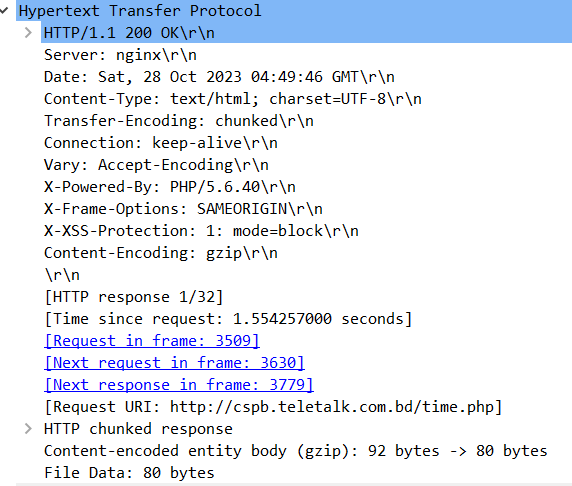 Hypertext Transfer Protocol
HTTP/1.1 200 OK\r\n
Server: nginx\r\n
Date: Sat, 28 Oct 2023 04:49:46 GMT\r\n
Content-Type: text/html; charset=UTF-8\r\n
Transfer-Encoding: chunked\r\n
Connection: keep-alive\r\n
Vary: Accept-Encoding\r\n
X-Powered-By: PHP/5.6.40\r\n
X-Frame-Options: SAMEORIGIN\r\n
X-XSS-Protection: 1: mode=block\r\n
Content-Encoding: gzip\r\n
\r\n
[HTTP response 1/32]
[Time since request: 1.554257000 seconds]
[Request in frame: 3509]
[Next request in frame: 3630]
[Next response in frame: 3779]
[Request URI: http://cspb.teletalk.com.bd/time.php]
HTTP chunked response
Content-encoded entity body (gzip): 92 bytes -> 80 bytes
File Data: 80 bytes